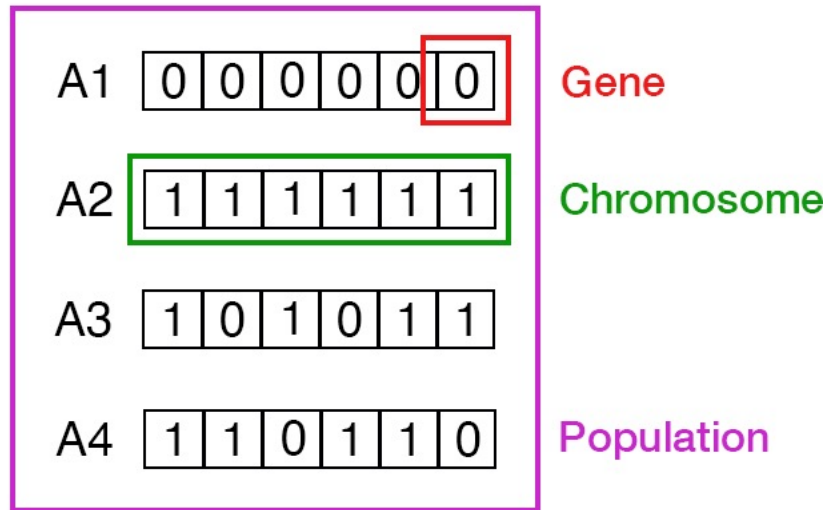 A1 0 0 0 0 0 0 Gene
A2 1 1 1 1 1 1 Chromosome
A3 1 0 1 0 1 1
A4 1 1 0 1 1 0 Population